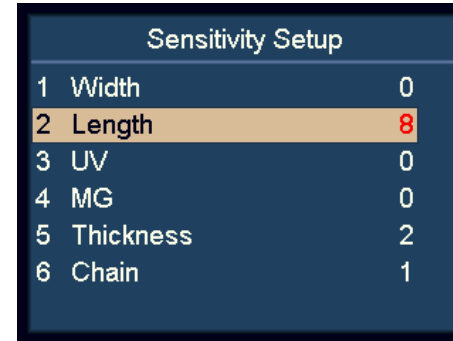 Sensitivity Setup
1 Width 0
2 Length 8
3 UV 0
4 MG 0
5 Thickness 2
6 Chain 1